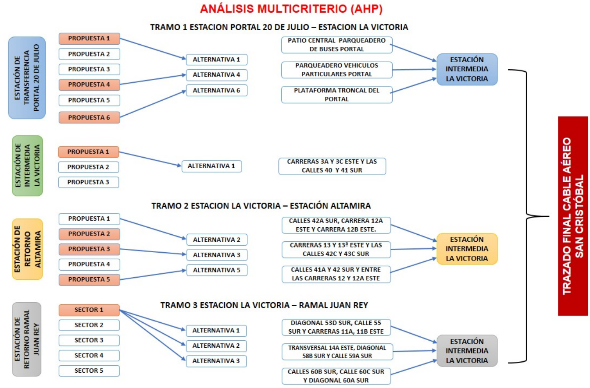 ANÁLISIS MULTICRITERIO (AHP)
TRAMO 1 ESTACION PORTAL 20 DE JULIO – ESTACION LA VICTORIA
ESTACIÓN DE
TRANSFERENCIA
PORTAL 20 DE JULIO
PROPUESTA 1
PROPUESTA 2
PROPUESTA 3
PROPUESTA 4
PROPUESTA 5
PROPUESTA 6
ALTERNATIVA 1
ALTERNATIVA 4
ALTERNATIVA 6
PATIO CENTRAL PARQUEADERO
DE BUSES PORTAL
PARQUEADERO VEHICULOS
PARTICULARES PORTAL
PLATAFORMA TRONCAL DEL
PORTAL
ESTACIÓN
INTERMEDIA
LA VICTORIA
ESTACIÓN DE
INTERMEDIA
LA VICTORIA
PROPUESTA 1
PROPUESTA 2
PROPUESTA 3
ALTERNATIVA 1
CARRERAS 3A Y 3C ESTE Y LAS
CALLES 40 Y 41 SUR
TRAMO 2 ESTACION LA VICTORIA – ESTACIÓN ALTAMIRA
ESTACIÓN DE
RETORNO
ALTAMIRA
PROPUESTA 1
PROPUESTA 2
PROPUESTA 3
PROPUESTA 4
PROPUESTA 5
ALTERNATIVA 2
ALTERNATIVA 3
ALTERNATIVA 5
CALLES 42A SUR, CARRERA 12A
ESTE Y CARRERA 12B ESTE.
CARRERAS 13 Y 13ª ESTE Y LAS
CALLES 42C Y 43C SUR
CALLES 41A Y 42 SUR Y ENTRE
LAS CARRERAS 12 Y 12A ESTE
ESTACIÓN
INTERMEDIA
LA VICTORIA
TRAMO 3 ESTACION LA VICTORIA – RAMAL JUAN REY
ESTACIÓN DE
RETORNO RAMAL
JUAN REY
SECTOR 1
SECTOR 2
SECTOR 3
SECTOR 4
SECTOR 5
ALTERNATIVA 1
ALTERNATIVA 2
ALTERNATIVA 3
DIAGONAL 53D SUR, CALLE 55
SUR Y CARRERAS 11A, 11B ESTE
TRANSVERSAL 14A ESTE, DIAGONAL
58B SUR Y CALLE 59A SUR
CALLES 60B SUR, CALLE 60C SUR
Y DIAGONAL 60A SUR
ESTACIÓN
INTERMEDIA
LA VICTORIA
TRAZADO FINAL CABLE AÉREO
SAN CRISTÓBAL